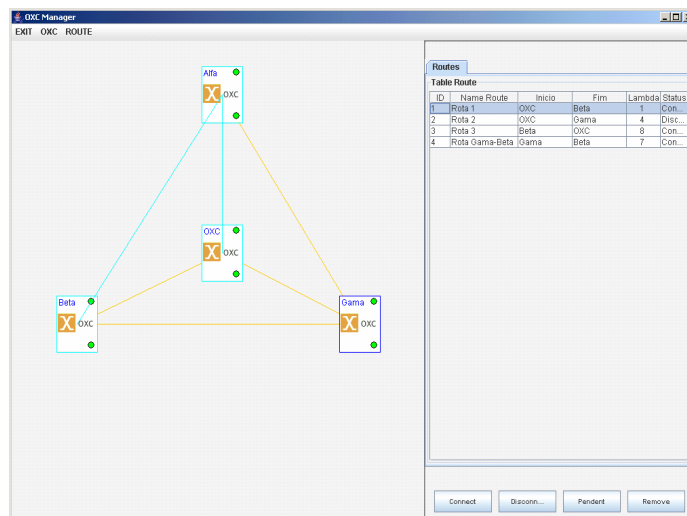 OXC Manager
EXIT OXC ROUTE
Alfa
OXC
OXC
OXC
Beta
OXC
Gama
OXC
Routes
Table Route
ID Name Route Inicio Fim Lambda Status
1 Rota 1 OXC Beta 1 Con...
2 Rota 2 OXC Gama 4 Disc...
3 Rota 3 Beta OXC 8 Con...
4 Rota Gama-Beta Gama Beta 7 Con...
Connect Disconn... Pendent Remove